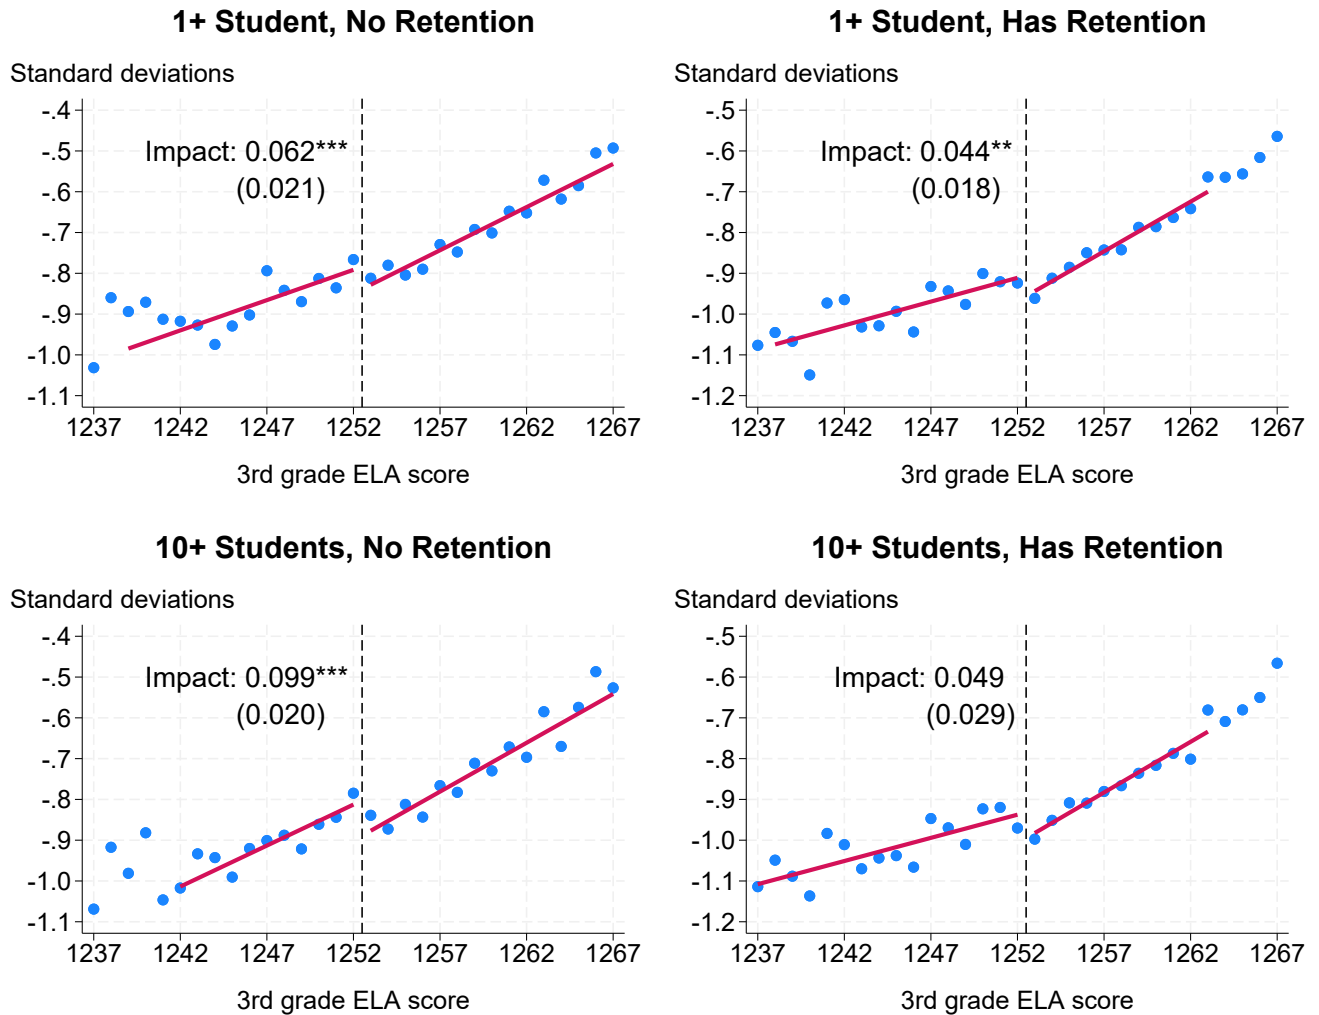 1+ Student, No Retention
Standard deviations
-.4
-.5
-.6
-.7
-.8
-.9
-1.0
-1.1
Impact: 0.062***
(0.021)
1237 1242 1247 1252 1257 1262 1267
3rd grade ELA score
1+ Student, Has Retention
Standard deviations
-.5
-.6
-.7
-.8
-.9
-1.0
-1.1
-1.2
Impact: 0.044**
(0.018)
1237 1242 1247 1252 1257 1262 1267
3rd grade ELA score
10+ Students, No Retention
Standard deviations
-.4
-.5
-.6
-.7
-.8
-.9
-1.0
-1.1
Impact: 0.099***
(0.020)
1237 1242 1247 1252 1257 1262 1267
3rd grade ELA score
10+ Students, Has Retention
Standard deviations
-.5
-.6
-.7
-.8
-.9
-1.0
-1.1
-1.2
Impact: 0.049
(0.029)
1237 1242 1247 1252 1257 1262 1267
3rd grade ELA score